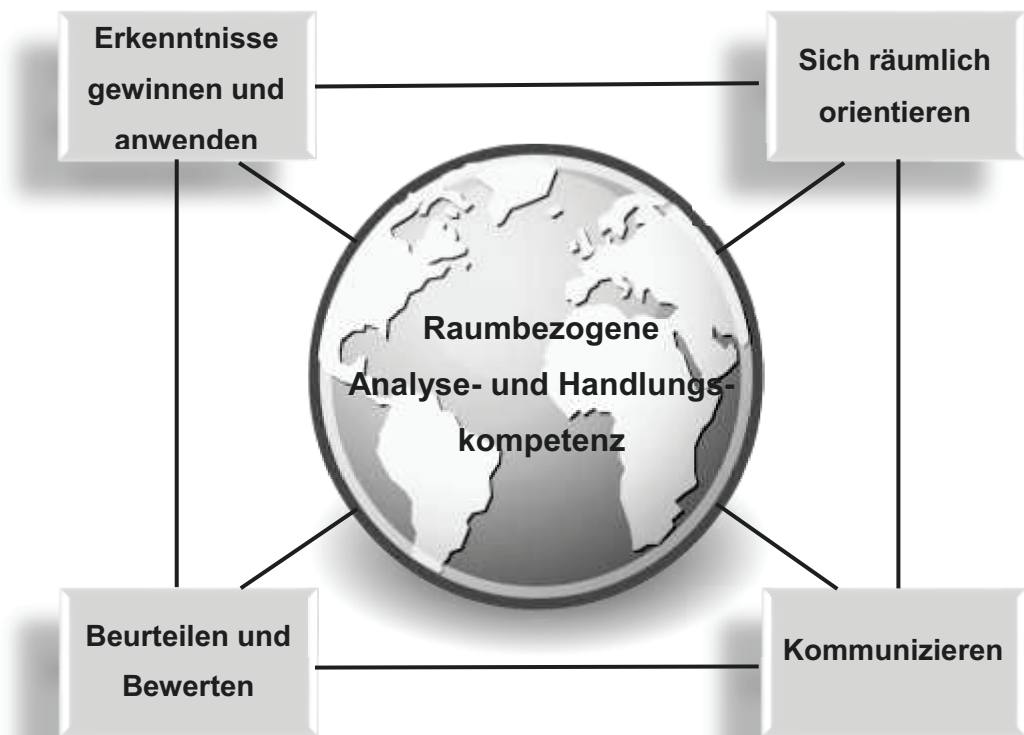 Erkenntnisse
gewinnen und
anwenden
Sich räumlich
orientieren
Raumbezogene
Analyse- und Handlungs-
kompetenz
Beurteilen und
Bewerten
Kommunizieren